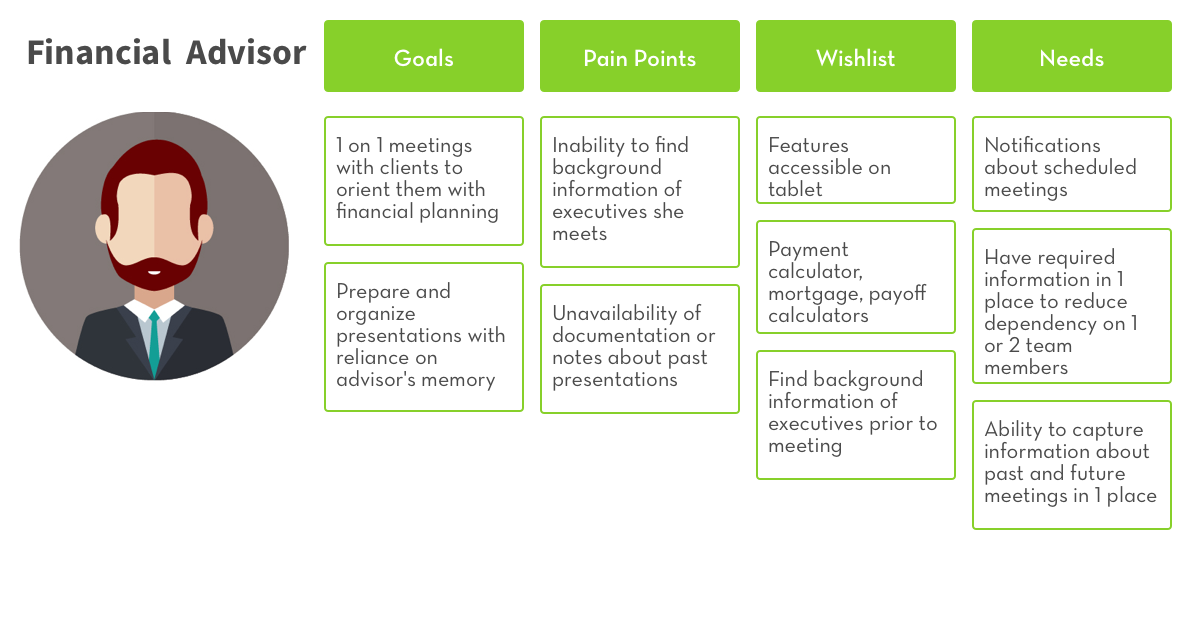 Financial Advisor
Goals
Pain Points
Wishlist
Needs
1 on 1 meetings
with clients to
orient them with
financial planning
Prepare and
organize
presentations with
reliance on
advisor's memory
Inability to find
background
information of
executives she
meets
Unavailability of
documentation or
notes about past
presentations
Features
accessible on
tablet
Payment
calculator,
mortgage, payoff
calculators
Find background
information of
executives prior to
meeting
Notifications
about scheduled
meetings
Have required
information in 1
place to reduce
dependency on 1
or 2 team
members
Ability to capture
information about
past and future
meetings in 1 place